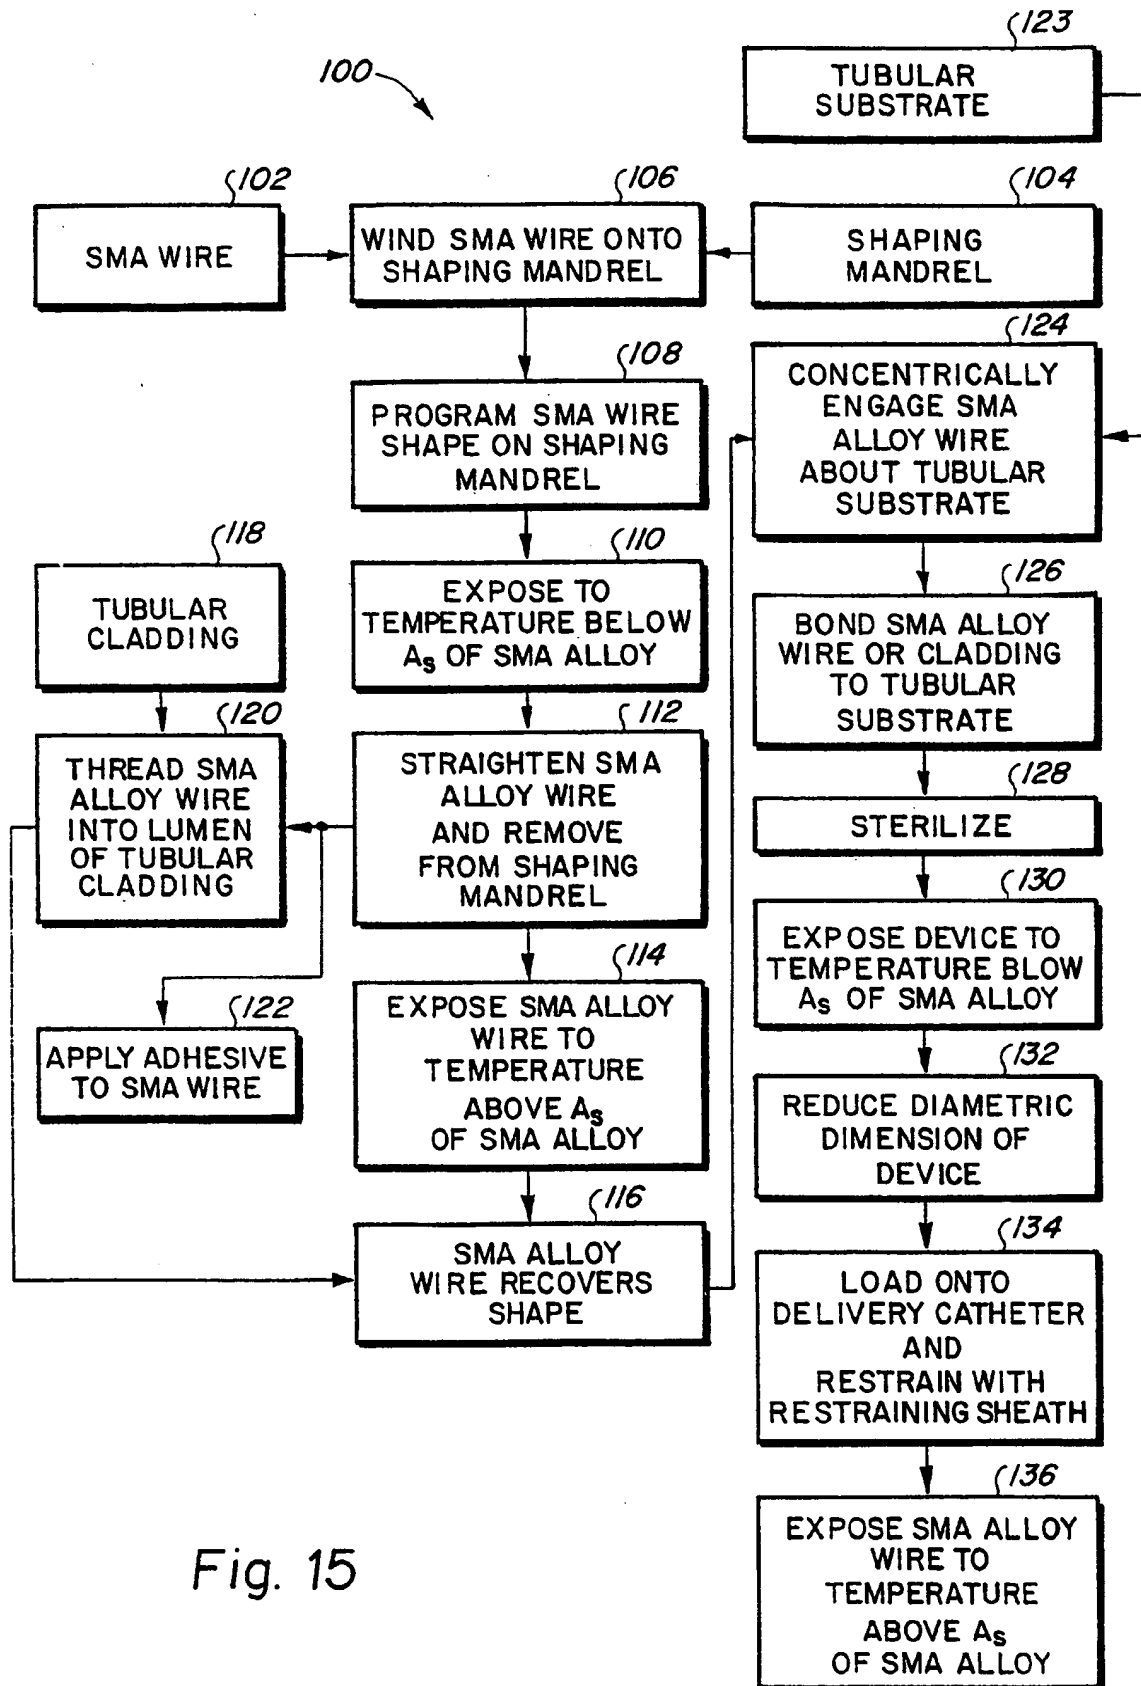 100
123
TUBULAR
SUBSTRATE
102
SMA WIRE
106
WIND SMA WIRE ONTO
SHAPING MANDREL
104
SHAPING
MANDREL
108
PROGRAM SMA WIRE
SHAPE ON SHAPING
MANDREL
110
EXPOSE TO
TEMPERATURE BELOW
As OF SMA ALLOY
118
TUBULAR
CLADDING
120
THREAD SMA
ALLOY WIRE
INTO LUMEN
OF TUBULAR
CLADDING
112
STRAIGHTEN SMA
ALLOY WIRE
AND REMOVE
FROM SHAPING
MANDREL
122
APPLY ADHESIVE
TO SMA WIRE
114
EXPOSE SMA ALLOY
WIRE TO
TEMPERATURE
ABOVE As
OF SMA ALLOY
116
SMA ALLOY
WIRE RECOVERS
SHAPE
124
CONCENTRICALLY
ENGAGE SMA
ALLOY WIRE
ABOUT TUBULAR
SUBSTRATE
126
BOND SMA ALLOY
WIRE OR CLADDING
TO TUBULAR
SUBSTRATE
128
STERILIZE
130
EXPOSE DEVICE TO
TEMPERATURE BLOW
As OF SMA ALLOY
132
REDUCE DIAMETRIC
DIMENSION OF
DEVICE
134
LOAD ONTO
DELIVERY CATHETER
AND
RESTRAIN WITH
RESTRAINING SHEATH
136
EXPOSE SMA ALLOY
WIRE TO
TEMPERATURE
ABOVE As
OF SMA ALLOY
Fig. 15